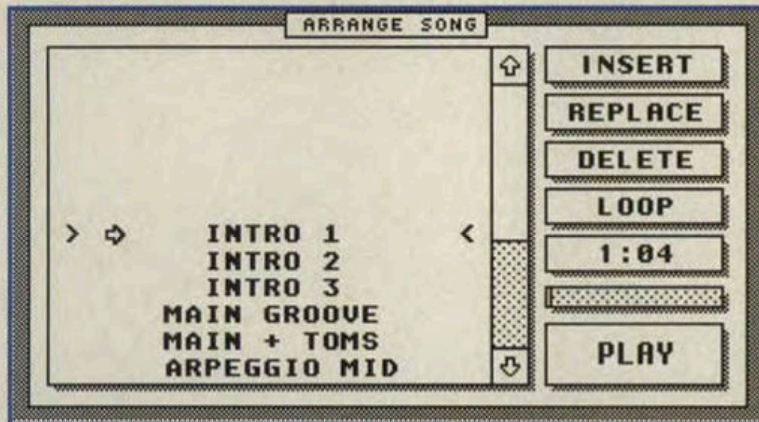 ARRANGE SONG
> ⇨ INTRO 1 <
INTRO 2
INTRO 3
MAIN GROOVE
MAIN + TOMS
ARPEGGIO MID
INSERT
REPLACE
DELETE
LOOP
1:04
PLAY